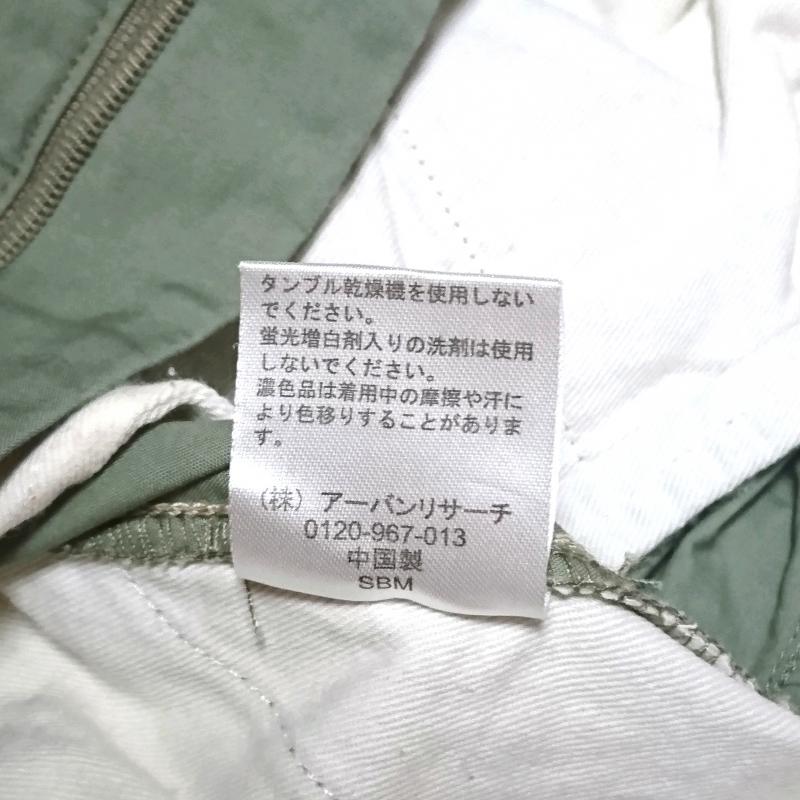 タンブル乾燥機を使用しない
でください。
蛍光増白剤入りの洗剤は使用
しないでください。
濃色品は着用中の摩擦や汗に
より色移りすることがありま
す。
(株) アーバンリサーチ
0120-967-013
中国製
SBM